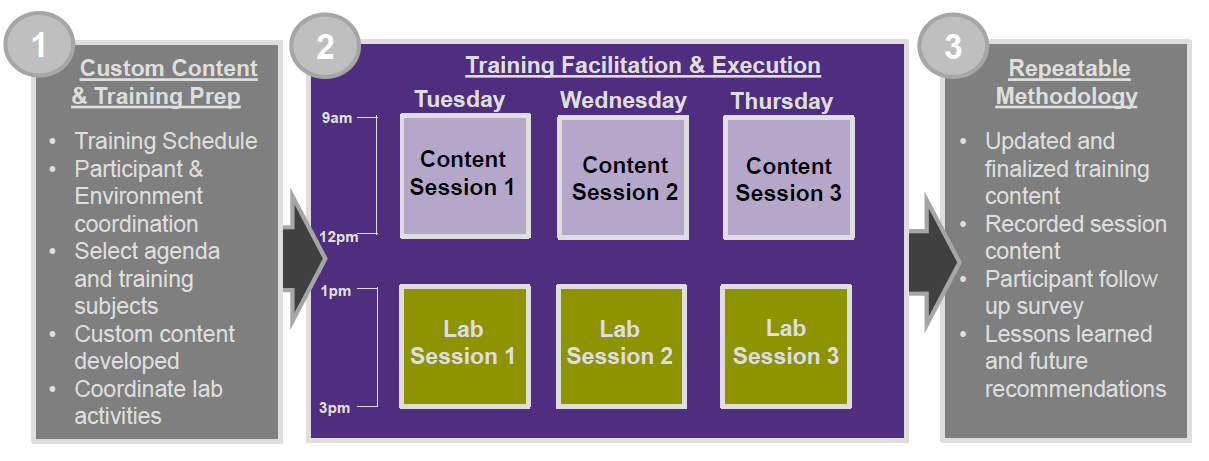 1
Custom Content
& Training Prep
• Training Schedule
• Participant &
Environment
coordination
• Select agenda
and training
subjects
• Custom content
developed
• Coordinate lab
activities
2
Training Facilitation & Execution
Tuesday Wednesday Thursday
9am
Content
Session 1
Content
Session 2
Content
Session 3
12pm
1pm
Lab
Session 1
Lab
Session 2
Lab
Session 3
3pm
3
Repeatable
Methodology
• Updated and
finalized training
content
• Recorded session
content
• Participant follow
up survey
• Lessons learned
and future
recommendations